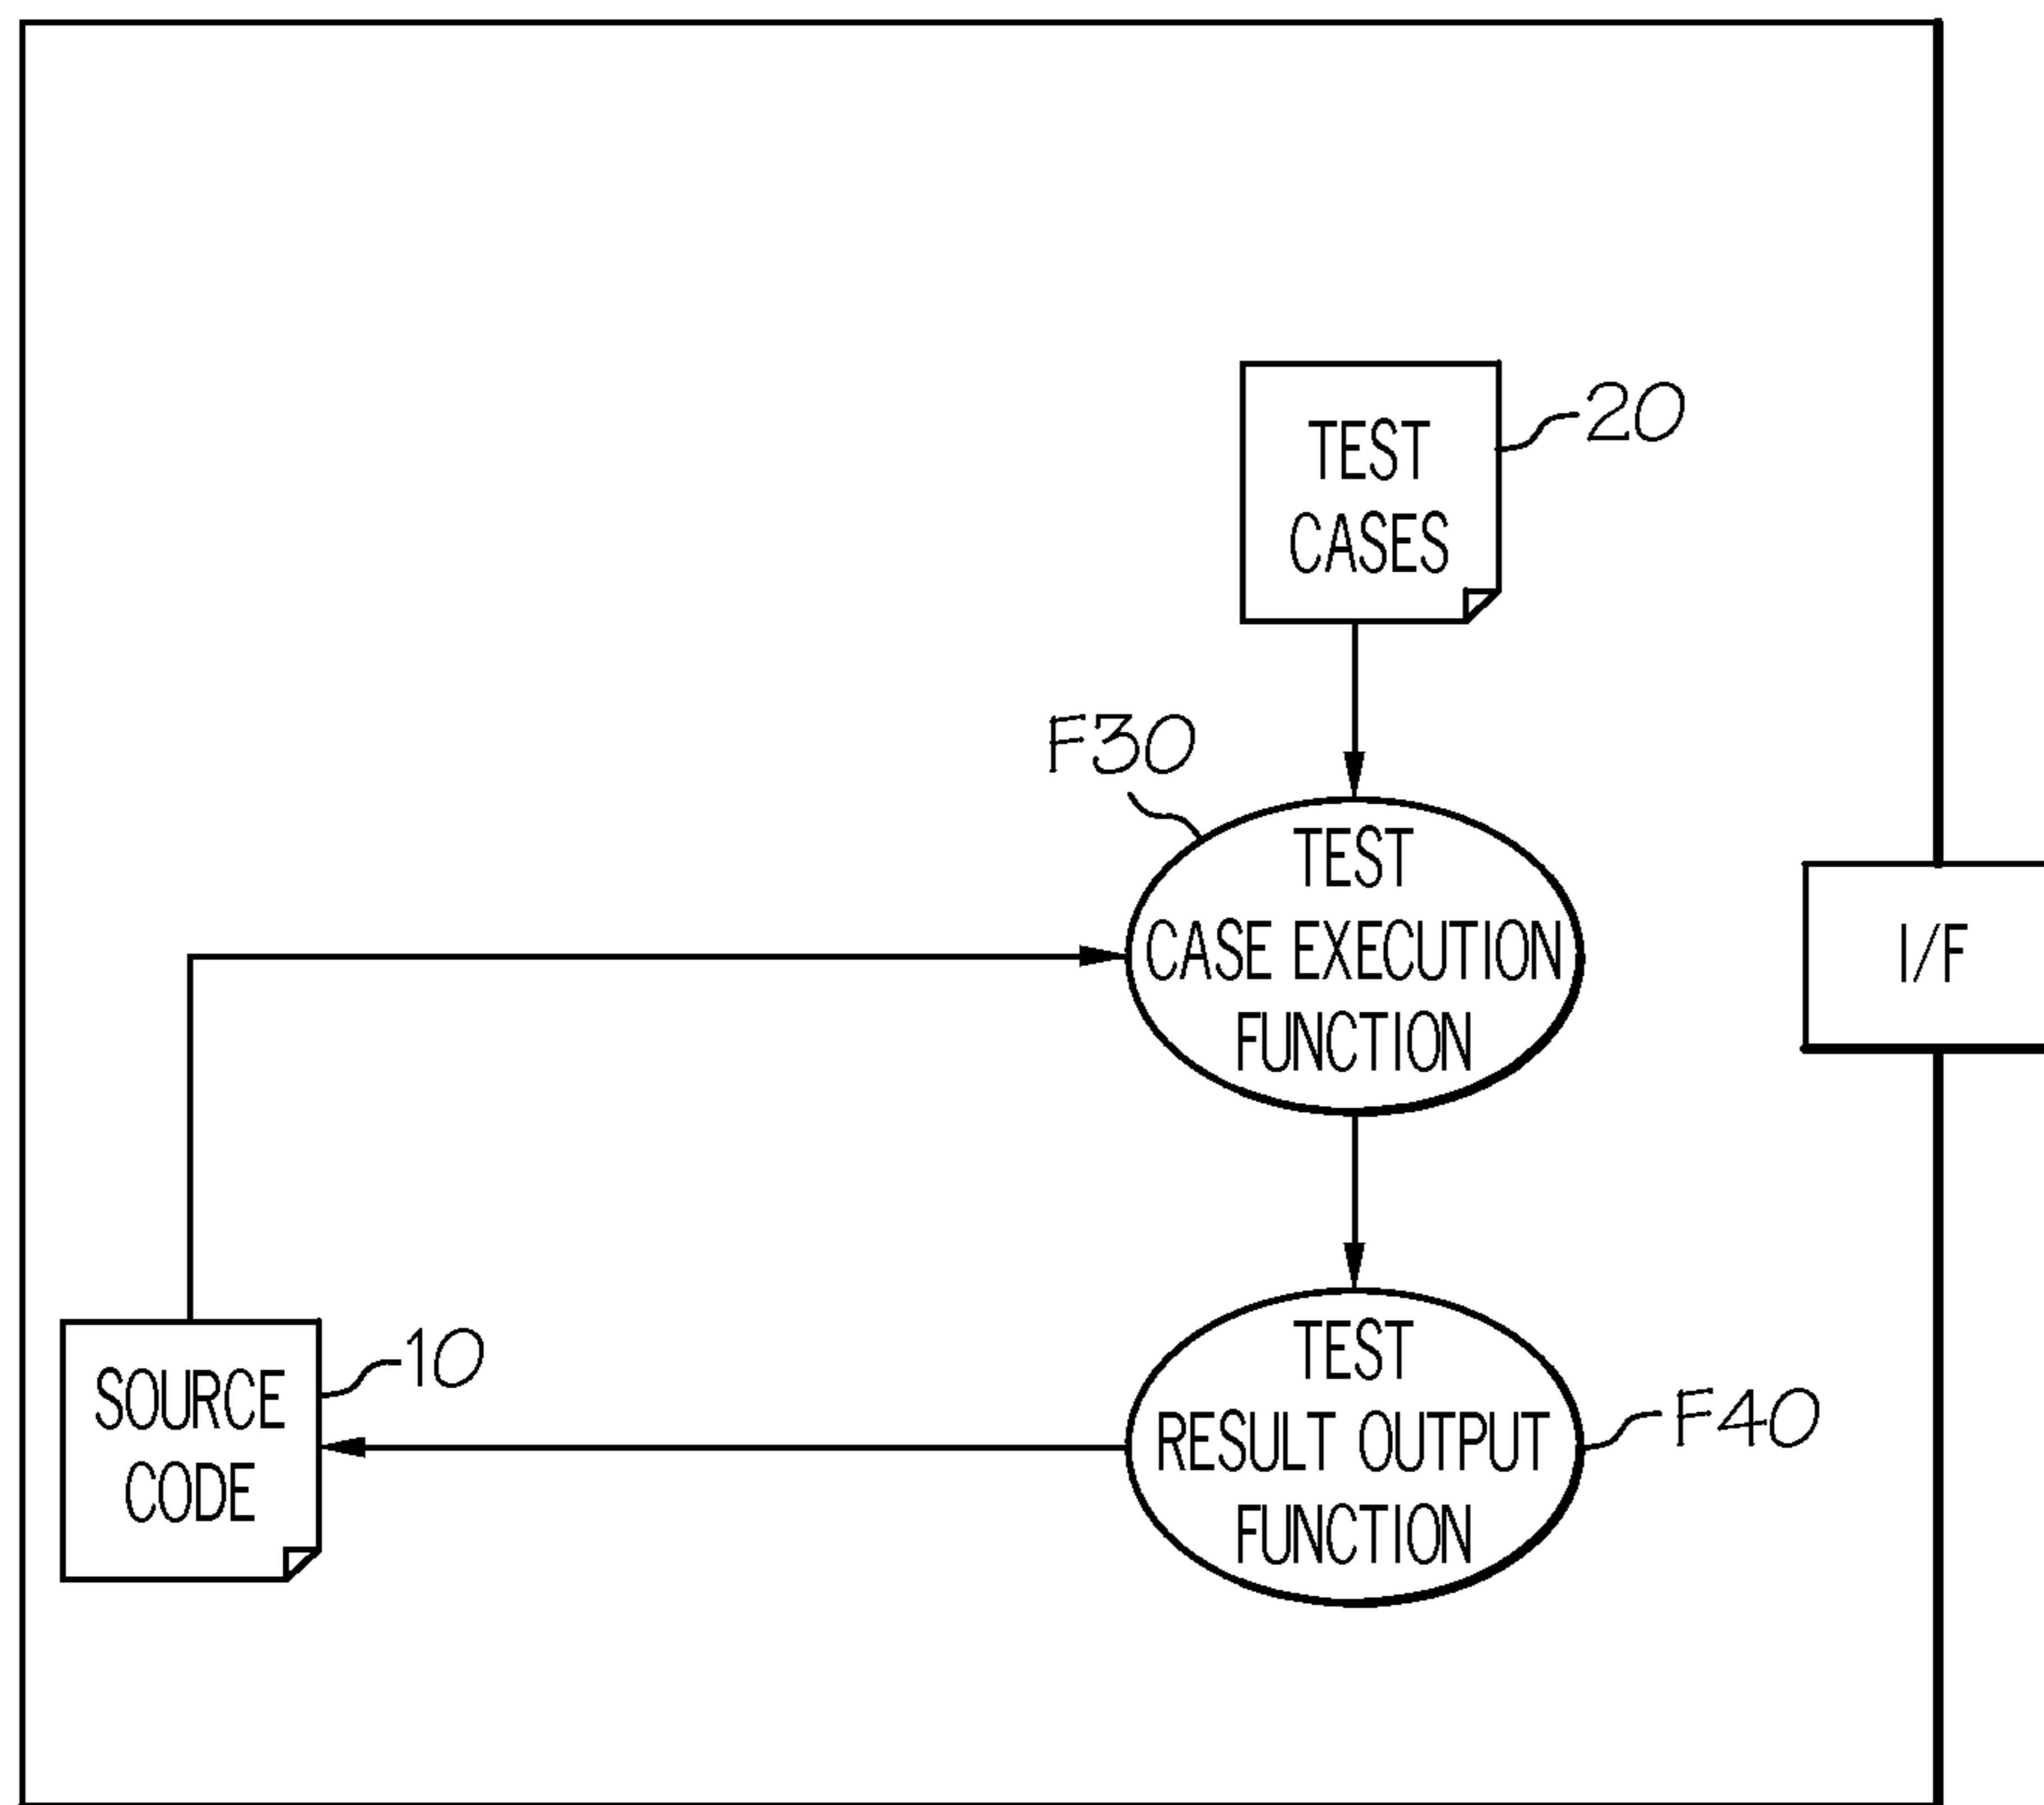 TEST
CASES
20
F30
TEST
CASE EXECUTION
FUNCTION
I/F
SOURCE
CODE
10
TEST
RESULT OUTPUT
FUNCTION
F40